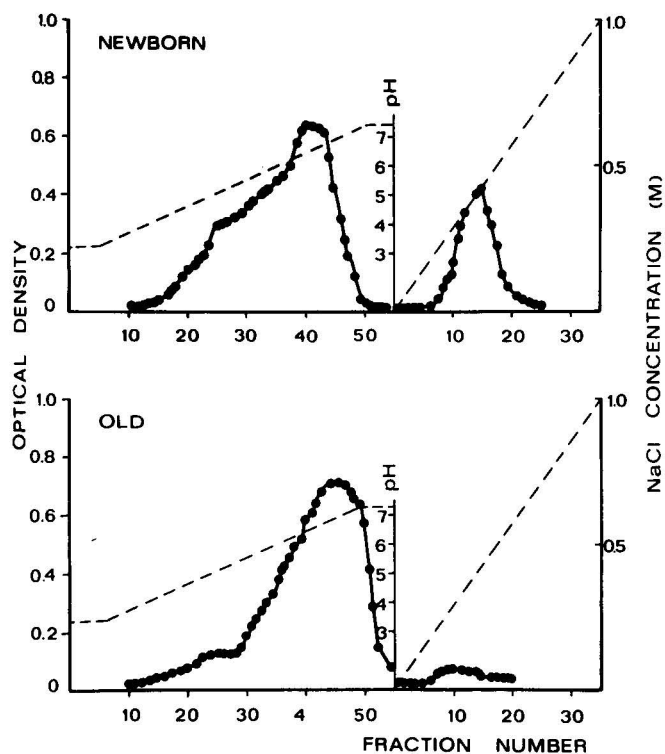 NEWBORN
1.0
0.8
0.6
0.4
0.2
0
pH
7
6
5
4
3
1.0
0.5
10 20 30 40 50 10 20 30
OPTICAL DENSITY
NaCl CONCENTRATION (M)
OLD
1.0
0.8
0.6
0.4
0.2
0
pH
7
6
5
4
3
1.0
0.5
10 20 30 4 50 10 20 30
FRACTION NUMBER